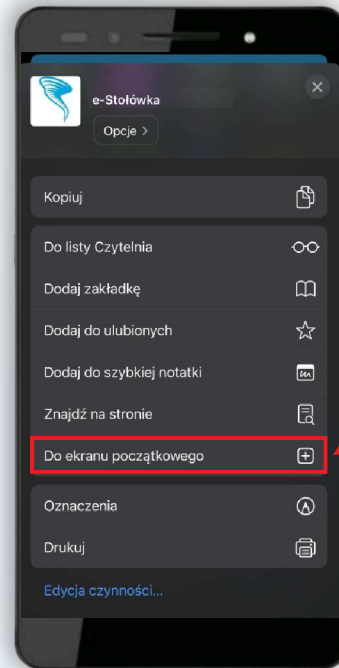 e-Stołówka
Opcje >
Kopiuj
Do listy Czytelnia
Dodaj zakładkę
Dodaj do ulubionych
Dodaj do szybkiej notatki
Znajdź na stronie
Do ekranu początkowego
Oznaczenia
Drukuj
Edycja czynności...